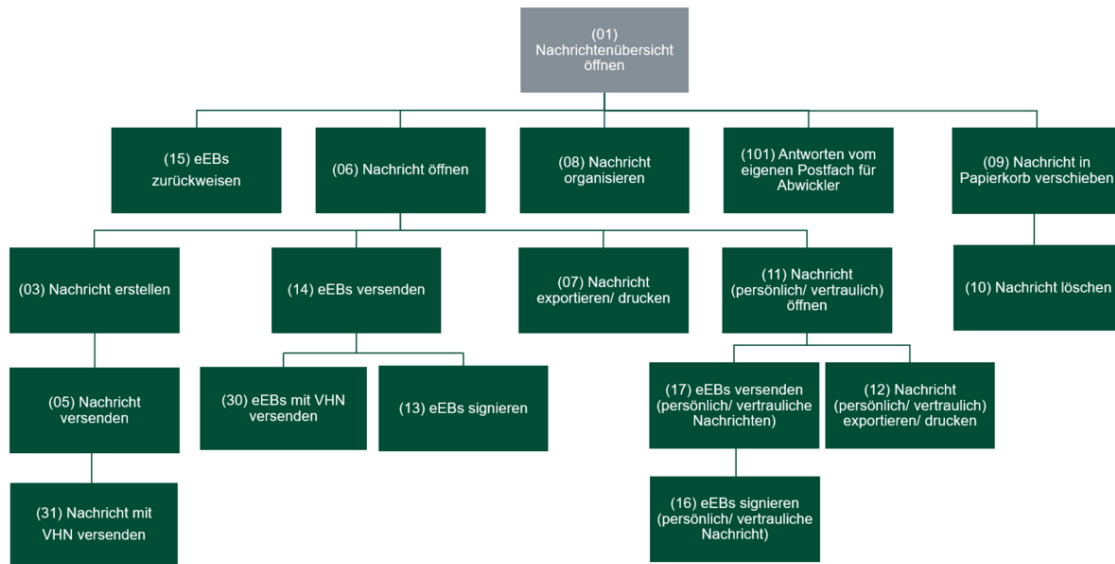 (01)
Nachrichtenübersicht
öffnen
(15) eEBs
zurückweisen
(06) Nachricht öffnen
(08) Nachricht
organisieren
(101) Antworten vom
eigenen Postfach für
Abwickler
(09) Nachricht in
Papierkorb verschieben
(03) Nachricht erstellen
(14) eEBs versenden
(07) Nachricht
exportieren/ drucken
(11) Nachricht
(persönlich/ vertraulich)
öffnen
(10) Nachricht löschen
(05) Nachricht
versenden
(30) eEBs mit VHN
versenden
(13) eEBs signieren
(17) eEBs versenden
(persönlich/ vertrauliche
Nachrichten)
(12) Nachricht
(persönlich/ vertraulich)
exportieren/ drucken
(31) Nachricht mit
VHN versenden
(16) eEBs signieren
(persönlich/ vertrauliche
Nachricht)